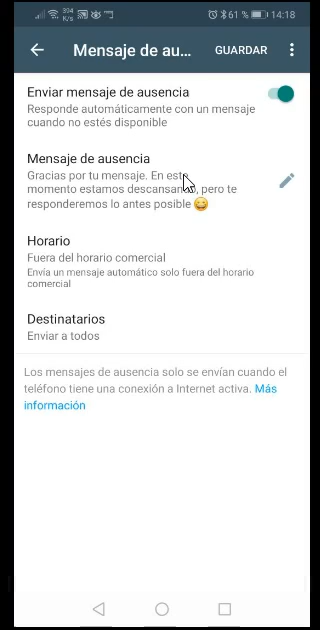 394
K/s
61 %
14:18
Mensaje de au...
GUARDAR
Enviar mensaje de ausencia
Responde automáticamente con un mensaje
cuando no estés disponible
Mensaje de ausencia
Gracias por tu mensaje. En este
momento estamos descansando, pero te
responderemos lo antes posible 😄
Horario
Fuera del horario comercial
Envía un mensaje automático solo fuera del horario
comercial
Destinatarios
Enviar a todos
Los mensajes de ausencia solo se envían cuando el
teléfono tiene una conexión a Internet activa. Más
información